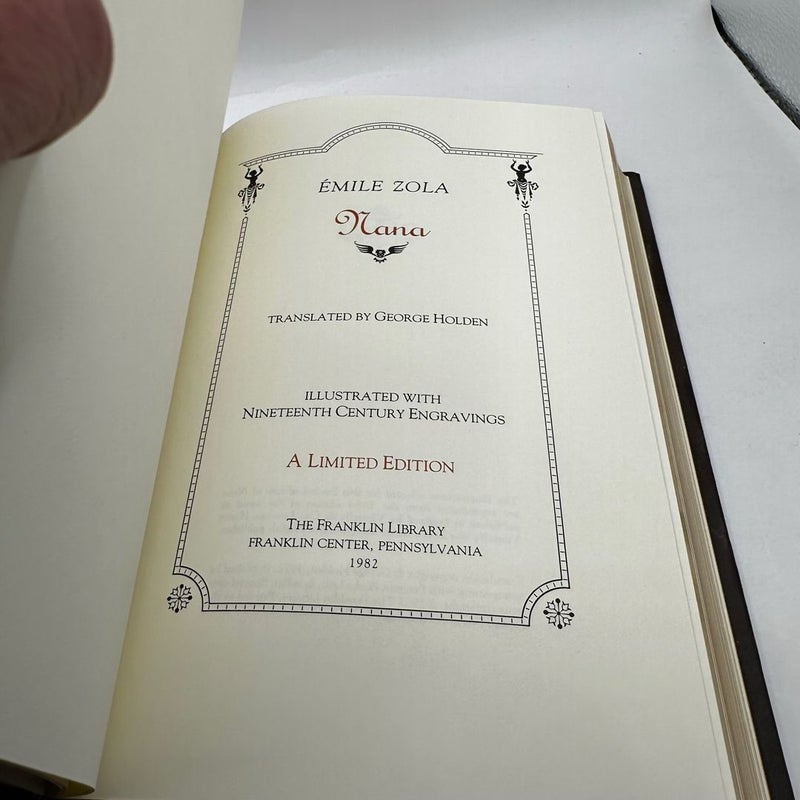 ÉMILE ZOLA
Nana
TRANSLATED BY GEORGE HOLDEN
ILLUSTRATED WITH
NINETEENTH CENTURY ENGRAVINGS
A LIMITED EDITION
THE FRANKLIN LIBRARY
FRANKLIN CENTER, PENNSYLVANIA
1982